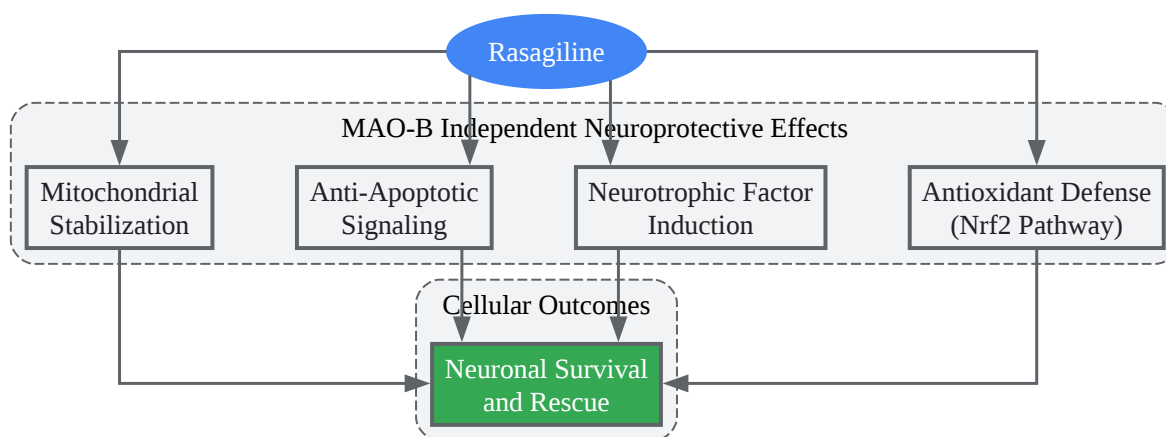 Rasagiline
MAO-B Independent Neuroprotective Effects
Mitochondrial
Stabilization
Anti-Apoptotic
Signaling
Neurotrophic Factor
Induction
Antioxidant Defense
(Nrf2 Pathway)
Cellular Outcomes
Neuronal Survival
and Rescue